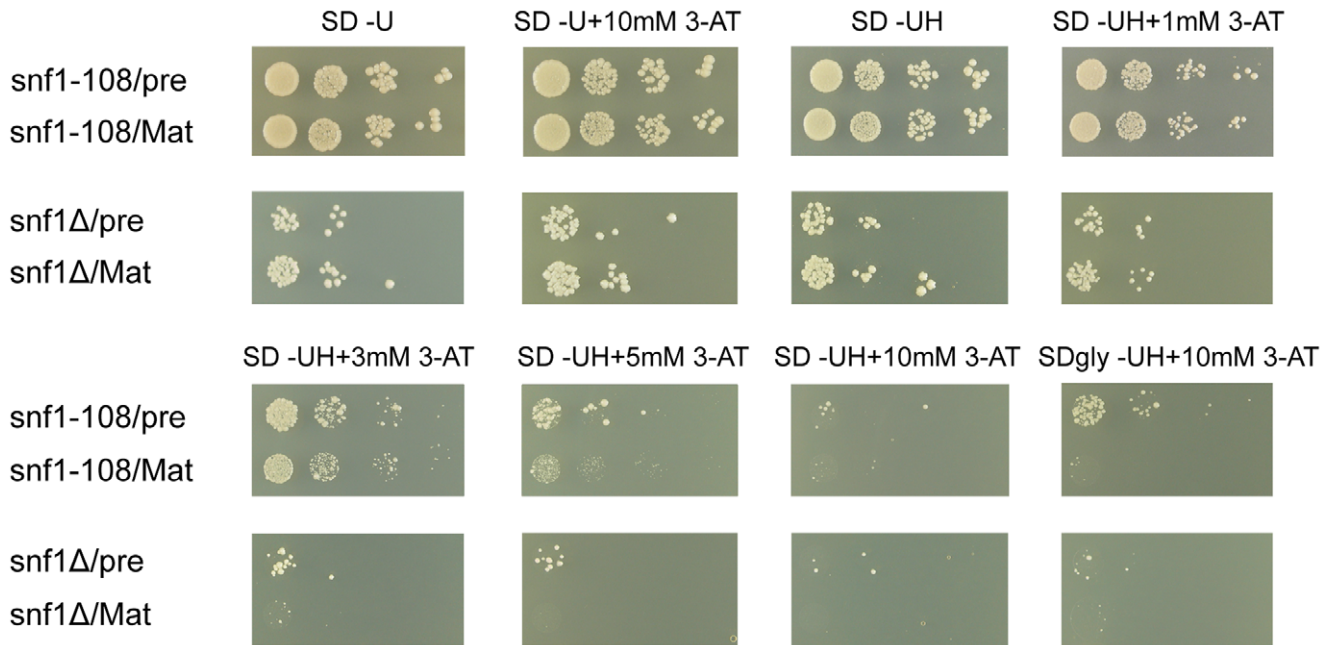 SD -U SD -U+10mM 3-AT SD -UH SD -UH+1mM 3-AT
snf1-108/pre
snf1-108/Mat
snf1Δ/pre
snf1Δ/Mat
SD -UH+3mM 3-AT SD -UH+5mM 3-AT SD -UH+10mM 3-AT SDgly -UH+10mM 3-AT
snf1-108/pre
snf1-108/Mat
snf1Δ/pre
snf1Δ/Mat